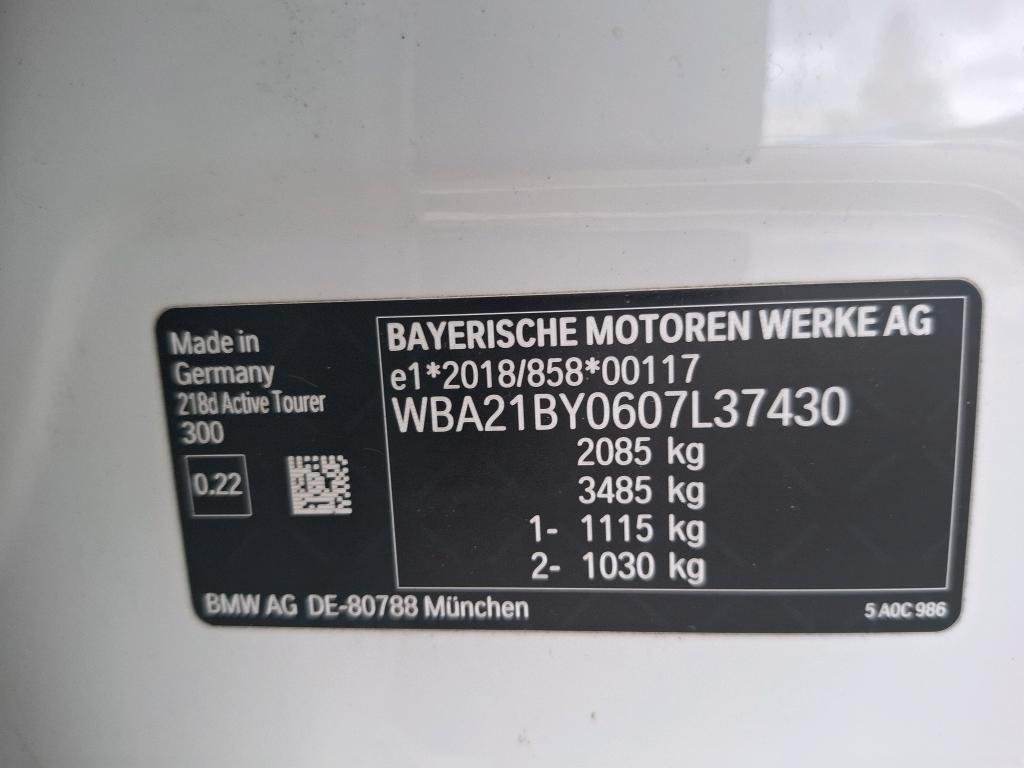 Made in
Germany
218d Active Tourer
300
0.22
BAYERISCHE MOTOREN WERKE AG
e1*2018/858*00117
WBA21BY0607L37430
2085 kg
3485 kg
1- 1115 kg
2- 1030 kg
BMW AG DE-80788 München
5 A0C 986